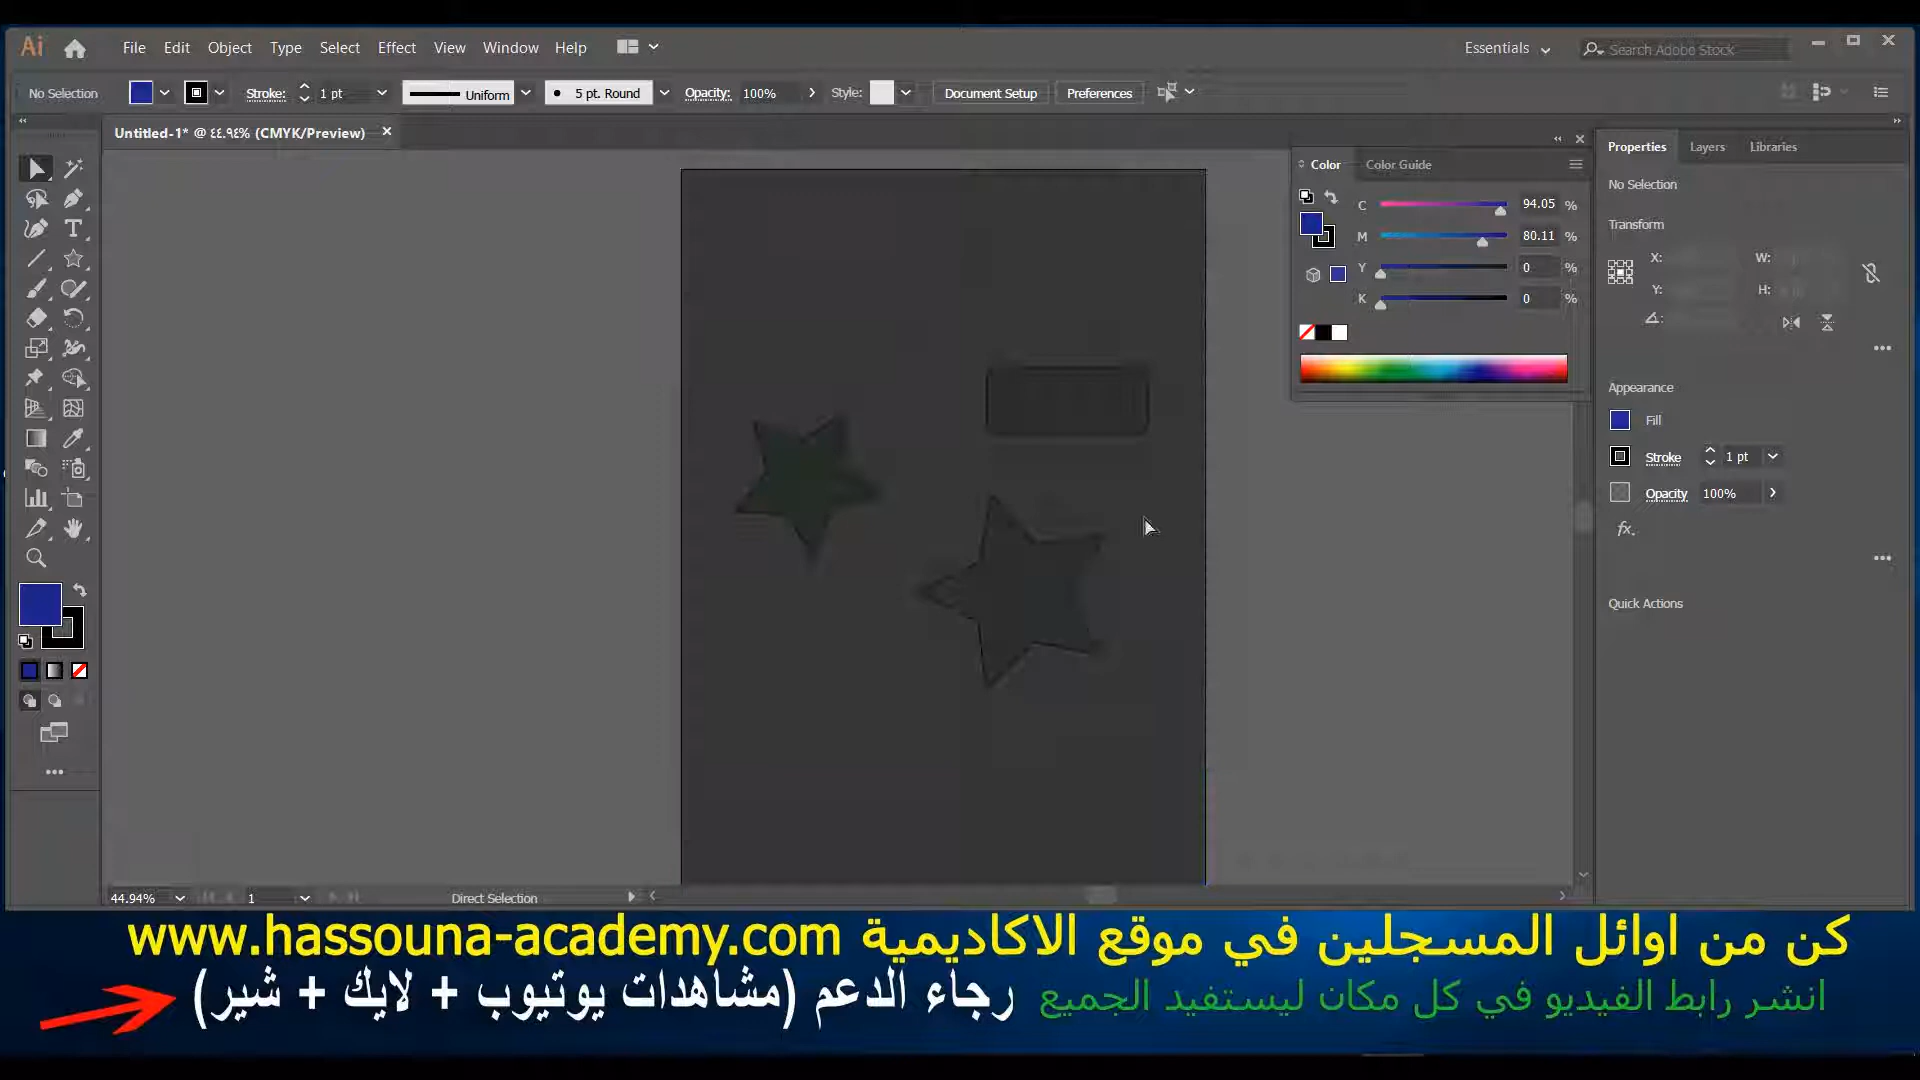 Ai File Edit Object Type Select Effect View Window Help Essentials Search Adobe Stock
No Selection Stroke: 1 pt Uniform 5 pt. Round Opacity: 100% Style: Document Setup Preferences
Untitled-1* @ ٤٤.٩٤% (CMYK/Preview)
Color Color Guide
C 94.05 %
M 80.11 %
Y 0 %
K 0 %
Properties Layers Libraries
No Selection
Transform
X: W:
Y: H:
Appearance
Fill
Stroke 1 pt
Opacity 100%
fx.
Quick Actions
44.94% 1 Direct Selection
كن من اوائل المسجلين في موقع الاكاديمية www.hassouna-academy.com
انشر رابط الفيديو في كل مكان ليستفيد الجميع رجاء الدعم (مشاهدات يوتيوب + لايك + شير)